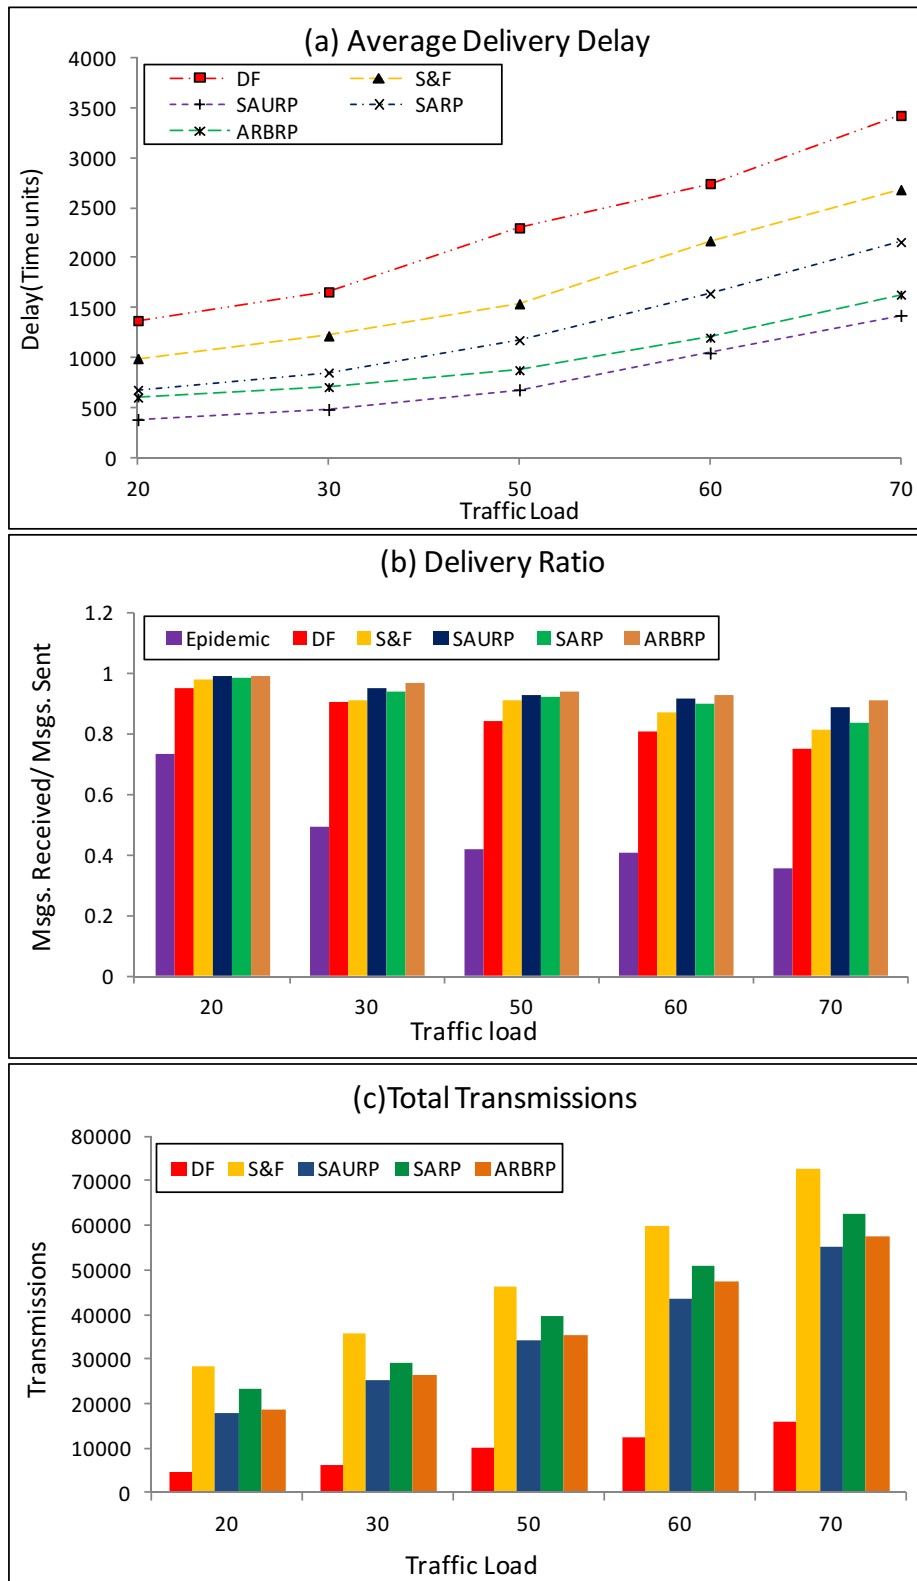 (a) Average Delivery Delay
4000
DF S&F
3500
SAURP SARP
ARBRP
3000
2500
2000
1500
1000
500
0
Delay(Time units)
20 30 50 60 70
Traffic Load
(b) Delivery Ratio
1.2
Epidemic DF S&F SAURP SARP ARBRP
1
0.8
0.6
0.4
0.2
0
Msgs. Received/ Msgs. Sent
20 30 50 60 70
Traffic load
(c)Total Transmissions
80000
DF S&F SAURP SARP ARBRP
70000
60000
50000
40000
30000
20000
10000
0
Transmissions
20 30 50 60 70
Traffic Load